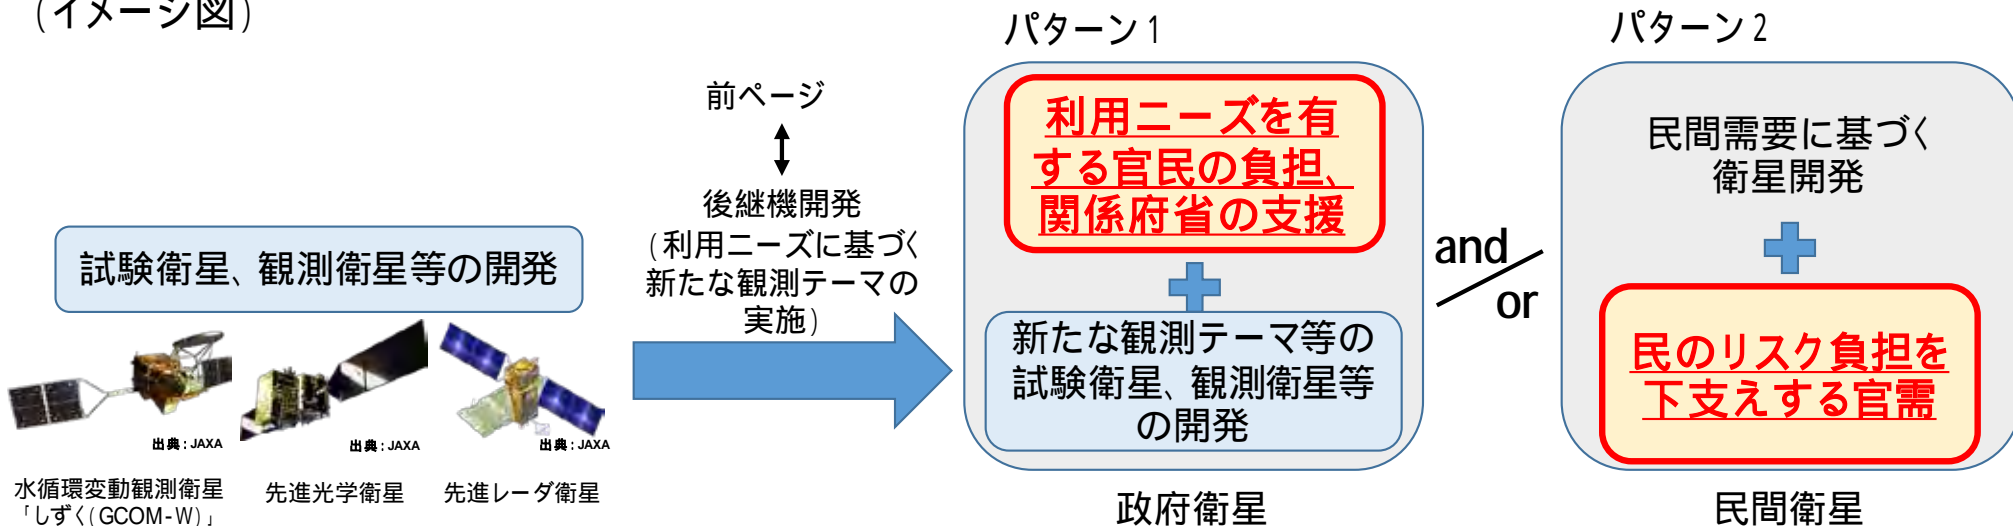 (イメージ図)
試験衛星、観測衛星等の開発
出典:JAXA
出典:JAXA
出典:JAXA
水循環変動観測衛星
「しずく(GCOM-W)」
先進光学衛星
先進レーダ衛星
前ページ
後継機開発
(利用ニーズに基づく
新たな観測テーマの
実施)
パターン1
利用ニーズを有
する官民の負担、
関係府省の支援
新たな観測テーマ等の
試験衛星、観測衛星等
の開発
政府衛星
and
or
パターン2
民間需要に基づく
衛星開発
民のリスク負担を
下支えする官需
民間衛星